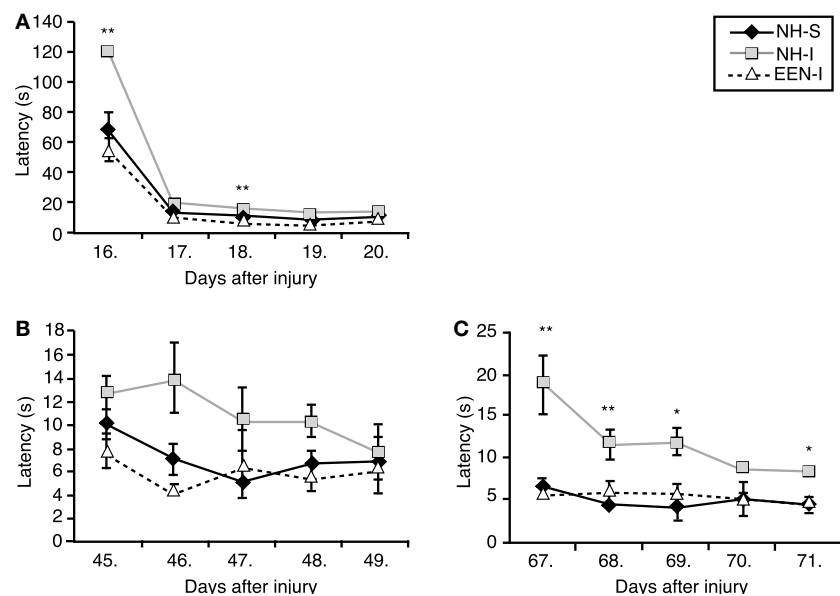 A
140
120
100
80
60
40
20
0
Latency (s)
**
**
16. 17. 18. 19. 20.
Days after injury
NH-S
NH-I
EEN-I
B
18
16
14
12
10
8
6
4
2
0
Latency (s)
45. 46. 47. 48. 49.
Days after injury
C
25
20
15
10
5
0
Latency (s)
**
**
*
*
67. 68. 69. 70. 71.
Days after injury